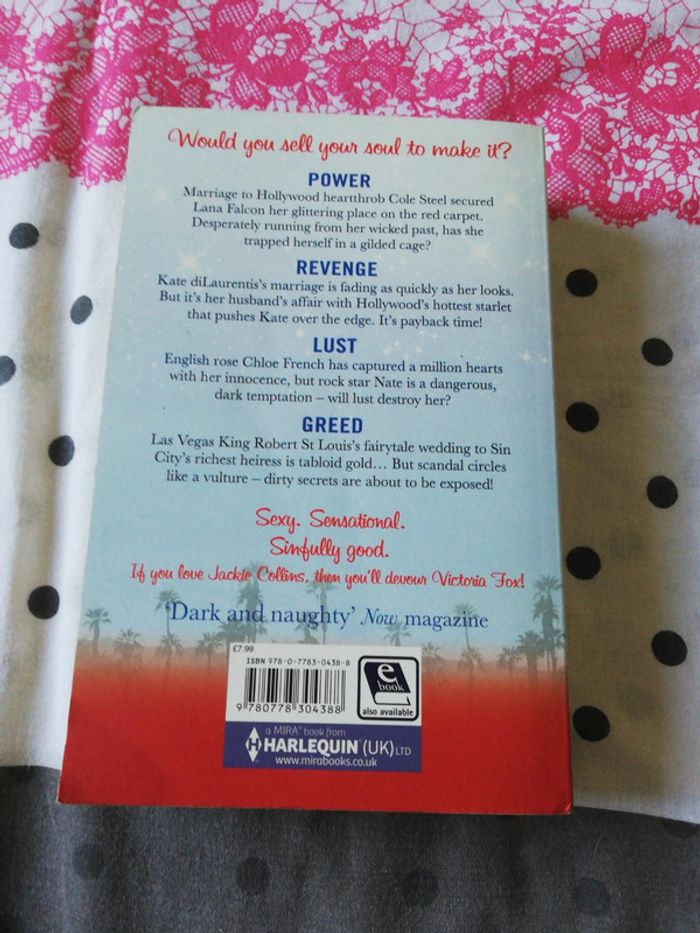 Would you sell your soul to make it?
POWER
Marriage to Hollywood heartthrob Cole Steel secured
Lana Falcon her glittering place on the red carpet.
Desperately running from her wicked past, has she
trapped herself in a gilded cage?
REVENGE
Kate diLaurentis's marriage is fading as quickly as her looks.
But it's her husband's affair with Hollywood's hottest starlet
that pushes Kate over the edge. It's payback time!
LUST
English rose Chloe French has captured a million hearts
with her innocence, but rock star Nate is a dangerous,
dark temptation – will lust destroy her?
GREED
Las Vegas King Robert St Louis's fairytale wedding to Sin
City's richest heiress is tabloid gold… But scandal circles
like a vulture – dirty secrets are about to be exposed!
Sexy. Sensational.
Sinfully good.
If you love Jackie Collins, then you'll devour Victoria Fox!
'Dark and naughty' Now magazine
£7.99
ISBN 978-0-7783-0438-8
9 780778 304388
e
book
also available
a MIRA® book from
HARLEQUIN (UK) LTD
www.mirabooks.co.uk